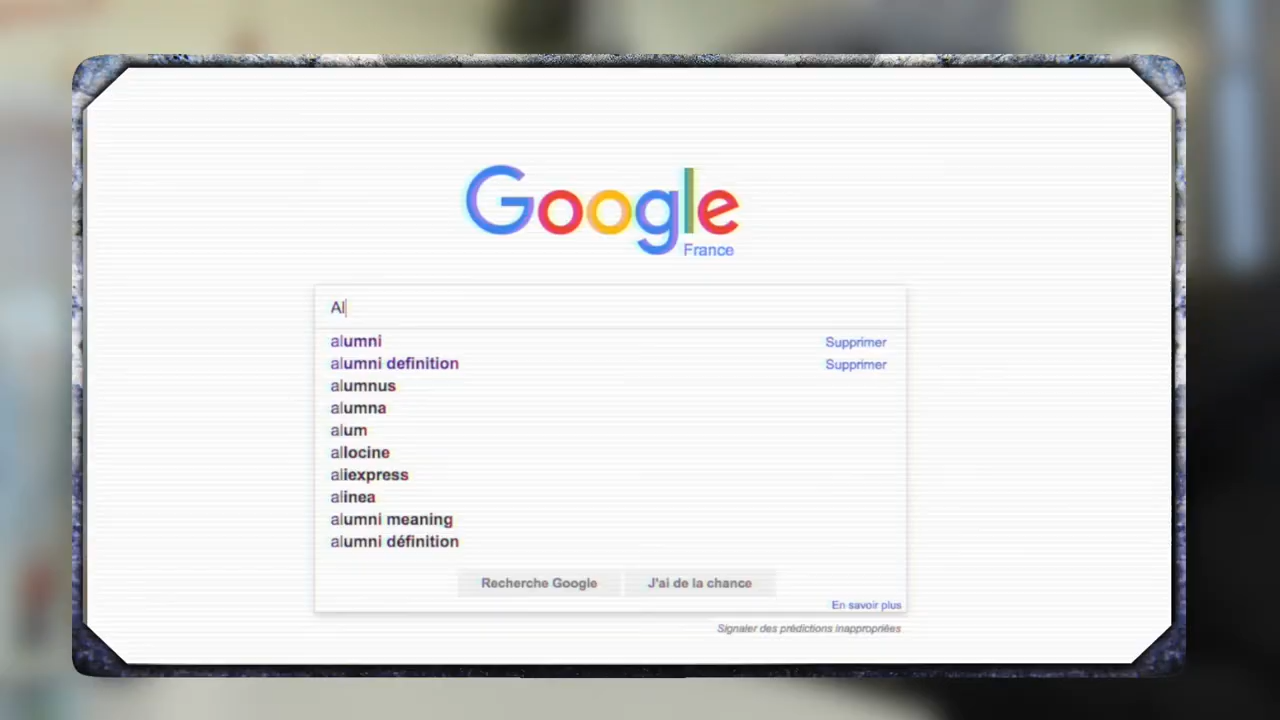 Google
France
Al
alumni Supprimer
alumni definition Supprimer
alumnus
alumna
alum
allocine
aliexpress
alinea
alumni meaning
alumni définition
Recherche Google J'ai de la chance
En savoir plus
Signaler des prédictions inappropriées